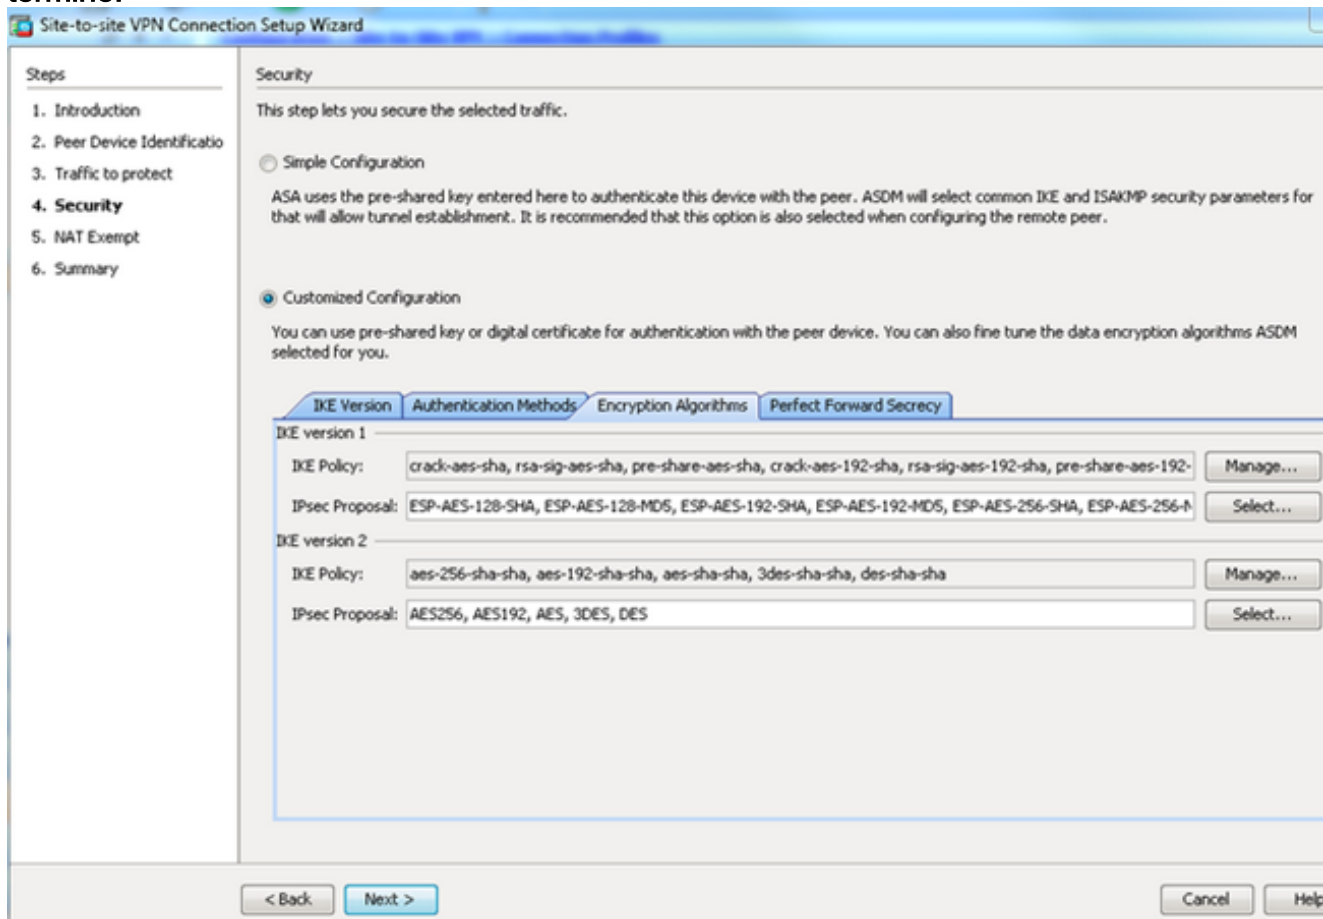 Site-to-site VPN Connection Setup Wizard
Steps
1. Introduction
2. Peer Device Identificatio
3. Traffic to protect
4. Security
5. NAT Exempt
6. Summary
Security
This step lets you secure the selected traffic.
Simple Configuration
ASA uses the pre-shared key entered here to authenticate this device with the peer. ASDM will select common IKE and ISAKMP security parameters for
that will allow tunnel establishment. It is recommended that this option is also selected when configuring the remote peer.
Customized Configuration
You can use pre-shared key or digital certificate for authentication with the peer device. You can also fine tune the data encryption algorithms ASDM
selected for you.
IKE Version Authentication Methods Encryption Algorithms Perfect Forward Secrecy
IKE version 1
IKE Policy: crack-aes-sha, rsa-sig-aes-sha, pre-share-aes-sha, crack-aes-192-sha, rsa-sig-aes-192-sha, pre-share-aes-192- Manage...
IPsec Proposal: ESP-AES-128-SHA, ESP-AES-128-MD5, ESP-AES-192-SHA, ESP-AES-192-MD5, ESP-AES-256-SHA, ESP-AES-256-M Select...
IKE version 2
IKE Policy: aes-256-sha-sha, aes-192-sha-sha, aes-sha-sha, 3des-sha-sha, des-sha-sha Manage...
IPsec Proposal: AES256, AES192, AES, 3DES, DES Select...
< Back Next > Cancel Help